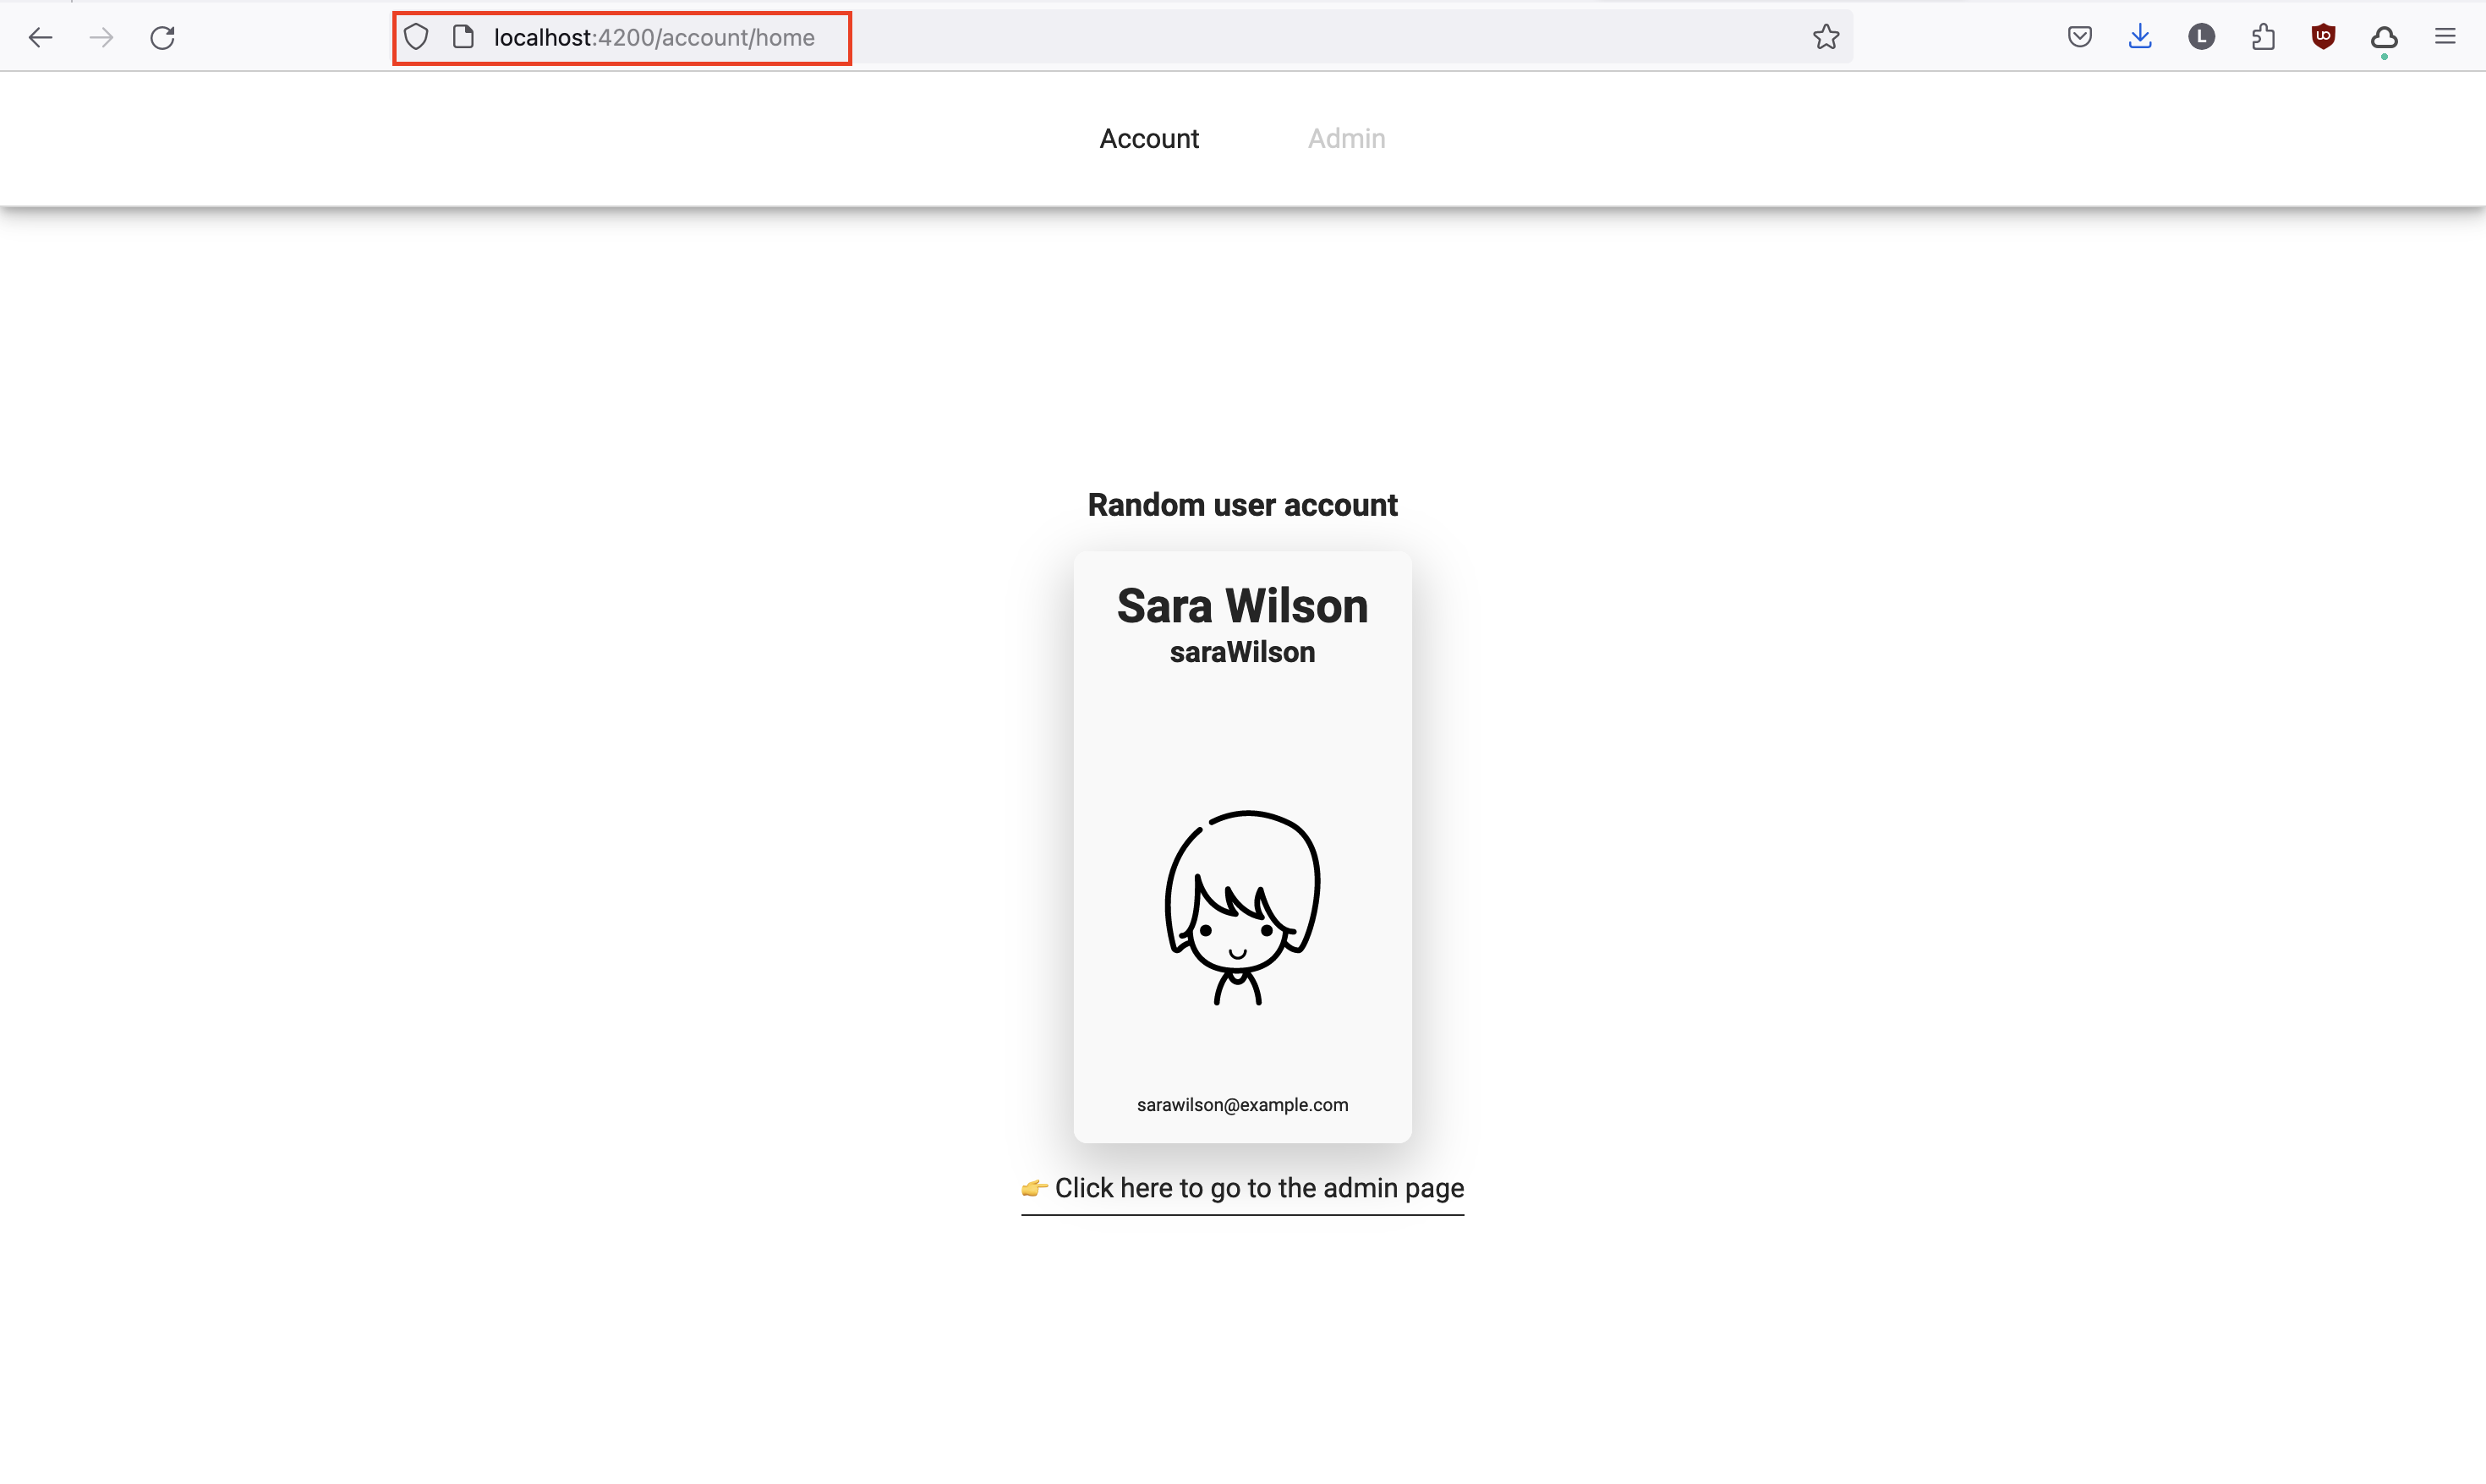 localhost:4200/account/home
L
Account Admin
Random user account
Sara Wilson
saraWilson
sarawilson@example.com
👉 Click here to go to the admin page